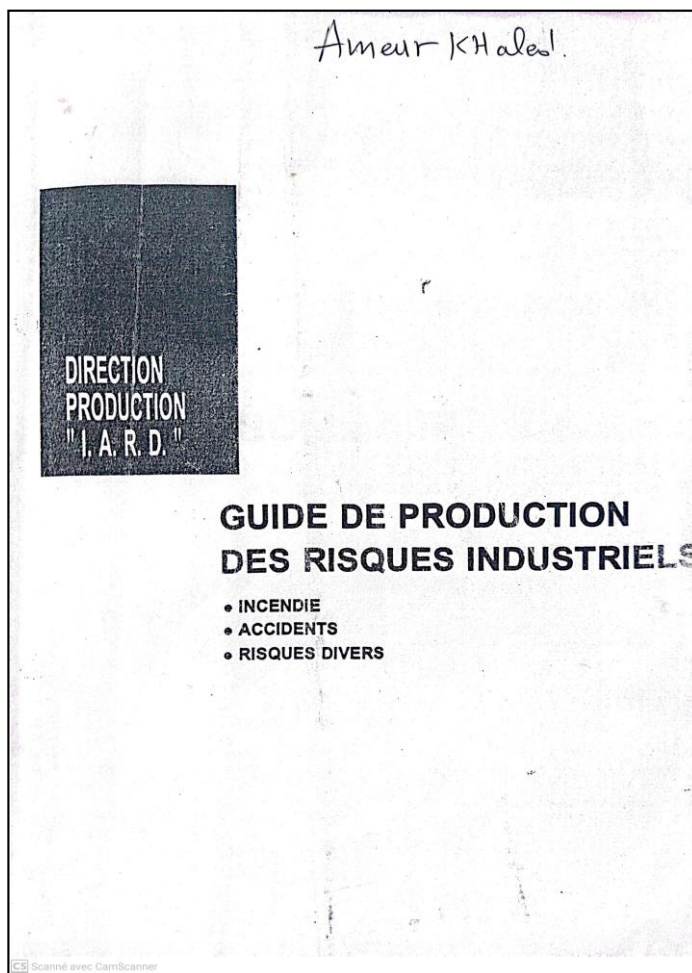 Ameur KHaled.
DIRECTION
PRODUCTION
" I. A. R. D. "
GUIDE DE PRODUCTION
DES RISQUES INDUSTRIELS
• INCENDIE
• ACCIDENTS
• RISQUES DIVERS
CS Scanné avec CamScanner